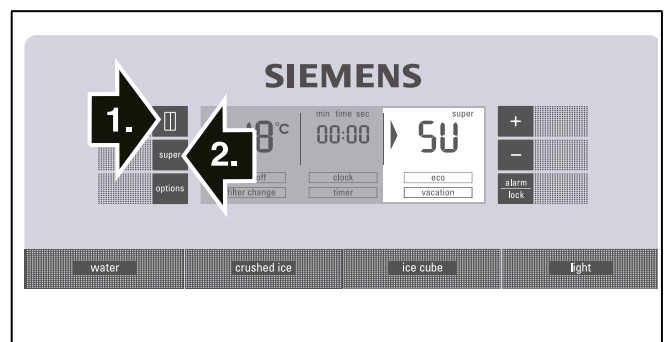 SIEMENS
1.
2.
super
options
18 °C
off
filter change
min time sec
00:00
clock
timer
super
SU
eco
vacation
+
−
alarm
lock
water
crushed ice
ice cube
light